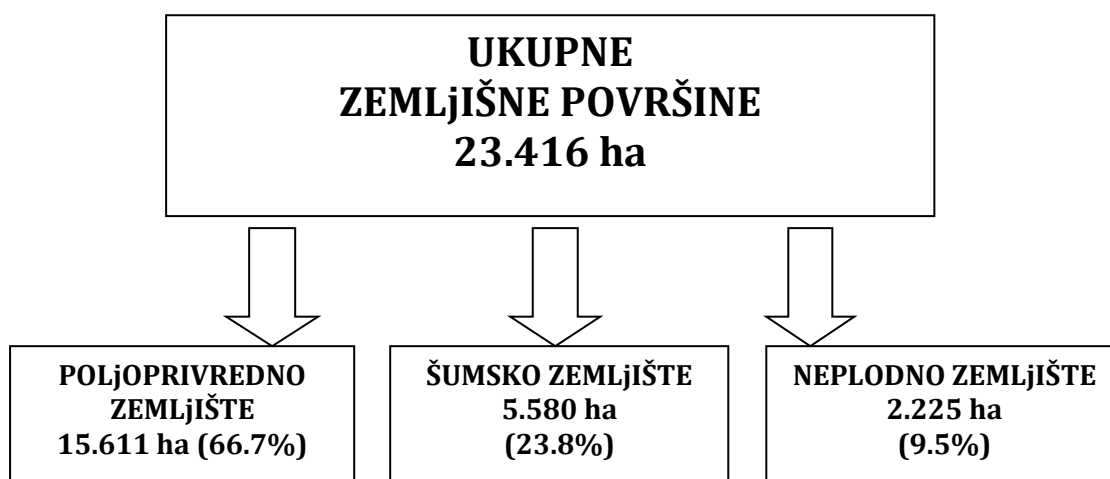 UKUPNE
ZEMLjIŠNE POVRŠINE
23.416 ha
POLjOPRIVREDNO
ZEMLjIŠTE
15.611 ha (66.7%)
ŠUMSKO ZEMLjIŠTE
5.580 ha
(23.8%)
NEPLODNO ZEMLjIŠTE
2.225 ha
(9.5%)